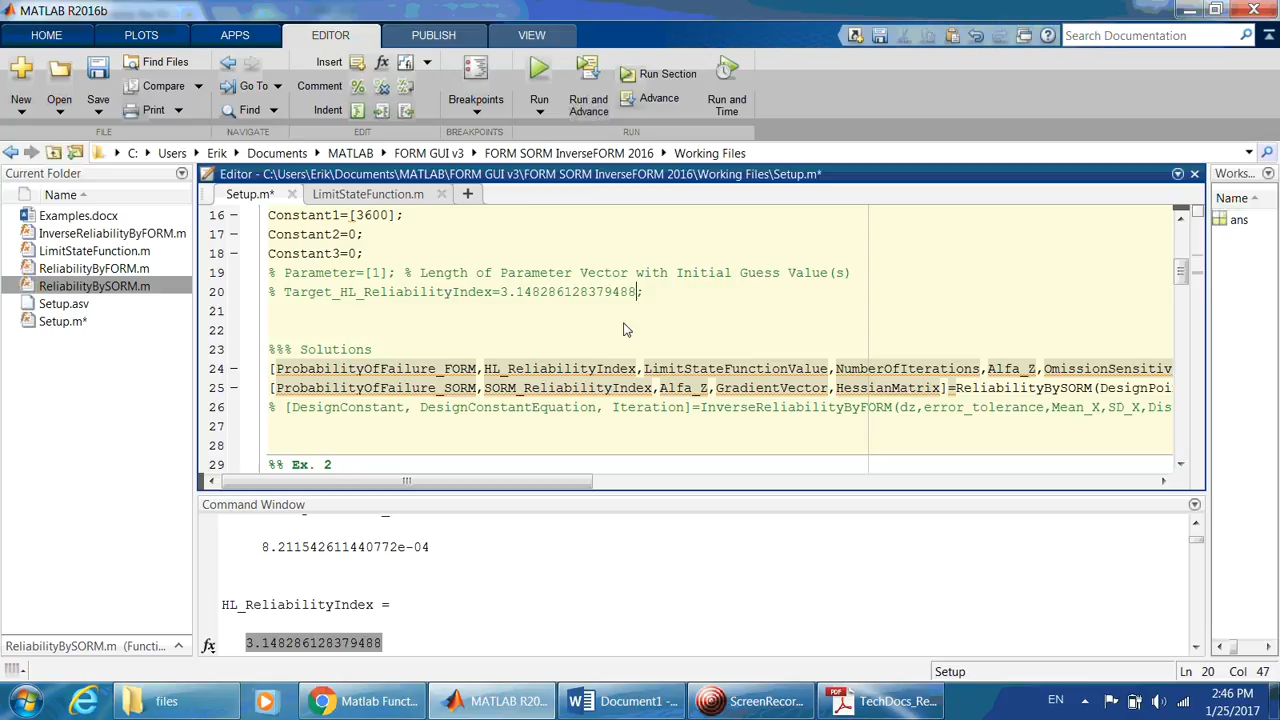 MATLAB R2016b
HOME PLOTS APPS EDITOR PUBLISH VIEW Search Documentation
New Open Save Find Files Compare Print Go To Find Insert fx Comment Indent Breakpoints Run Run and Advance Run Section Advance Run and Time
FILE NAVIGATE EDIT BREAKPOINTS RUN
C: Users Erik Documents MATLAB FORM GUI v3 FORM SORM InverseFORM 2016 Working Files
Current Folder
Name
Examples.docx
InverseReliabilityByFORM.m
LimitStateFunction.m
ReliabilityByFORM.m
ReliabilityBySORM.m
Setup.asv
Setup.m*
ReliabilityBySORM.m (Functi...
Editor - C:\Users\Erik\Documents\MATLAB\FORM GUI v3\FORM SORM InverseFORM 2016\Working Files\Setup.m*
Setup.m* LimitStateFunction.m
16 – Constant1=[3600];
17 – Constant2=0;
18 – Constant3=0;
19 % Parameter=[1]; % Length of Parameter Vector with Initial Guess Value(s)
20 % Target_HL_ReliabilityIndex=3.148286128379488;
21
22
23 %%% Solutions
24 – [ProbabilityOfFailure_FORM,HL_ReliabilityIndex,LimitStateFunctionValue,NumberOfIterations,Alfa_Z,OmissionSensitiv
25 – [ProbabilityOfFailure_SORM,SORM_ReliabilityIndex,Alfa_Z,GradientVector,HessianMatrix]=ReliabilityBySORM(DesignPoi
26 % [DesignConstant, DesignConstantEquation, Iteration]=InverseReliabilityByFORM(dz,error_tolerance,Mean_X,SD_X,Dis
27
28
29 %% Ex. 2
Works...
Name
ans
Command Window
8.211542611440772e-04
HL_ReliabilityIndex =
fx 3.148286128379488
Setup Ln 20 Col 47
files Matlab Funct... MATLAB R20... Document1 -... ScreenRecor... TechDocs_Re... EN 2:46 PM
1/25/2017